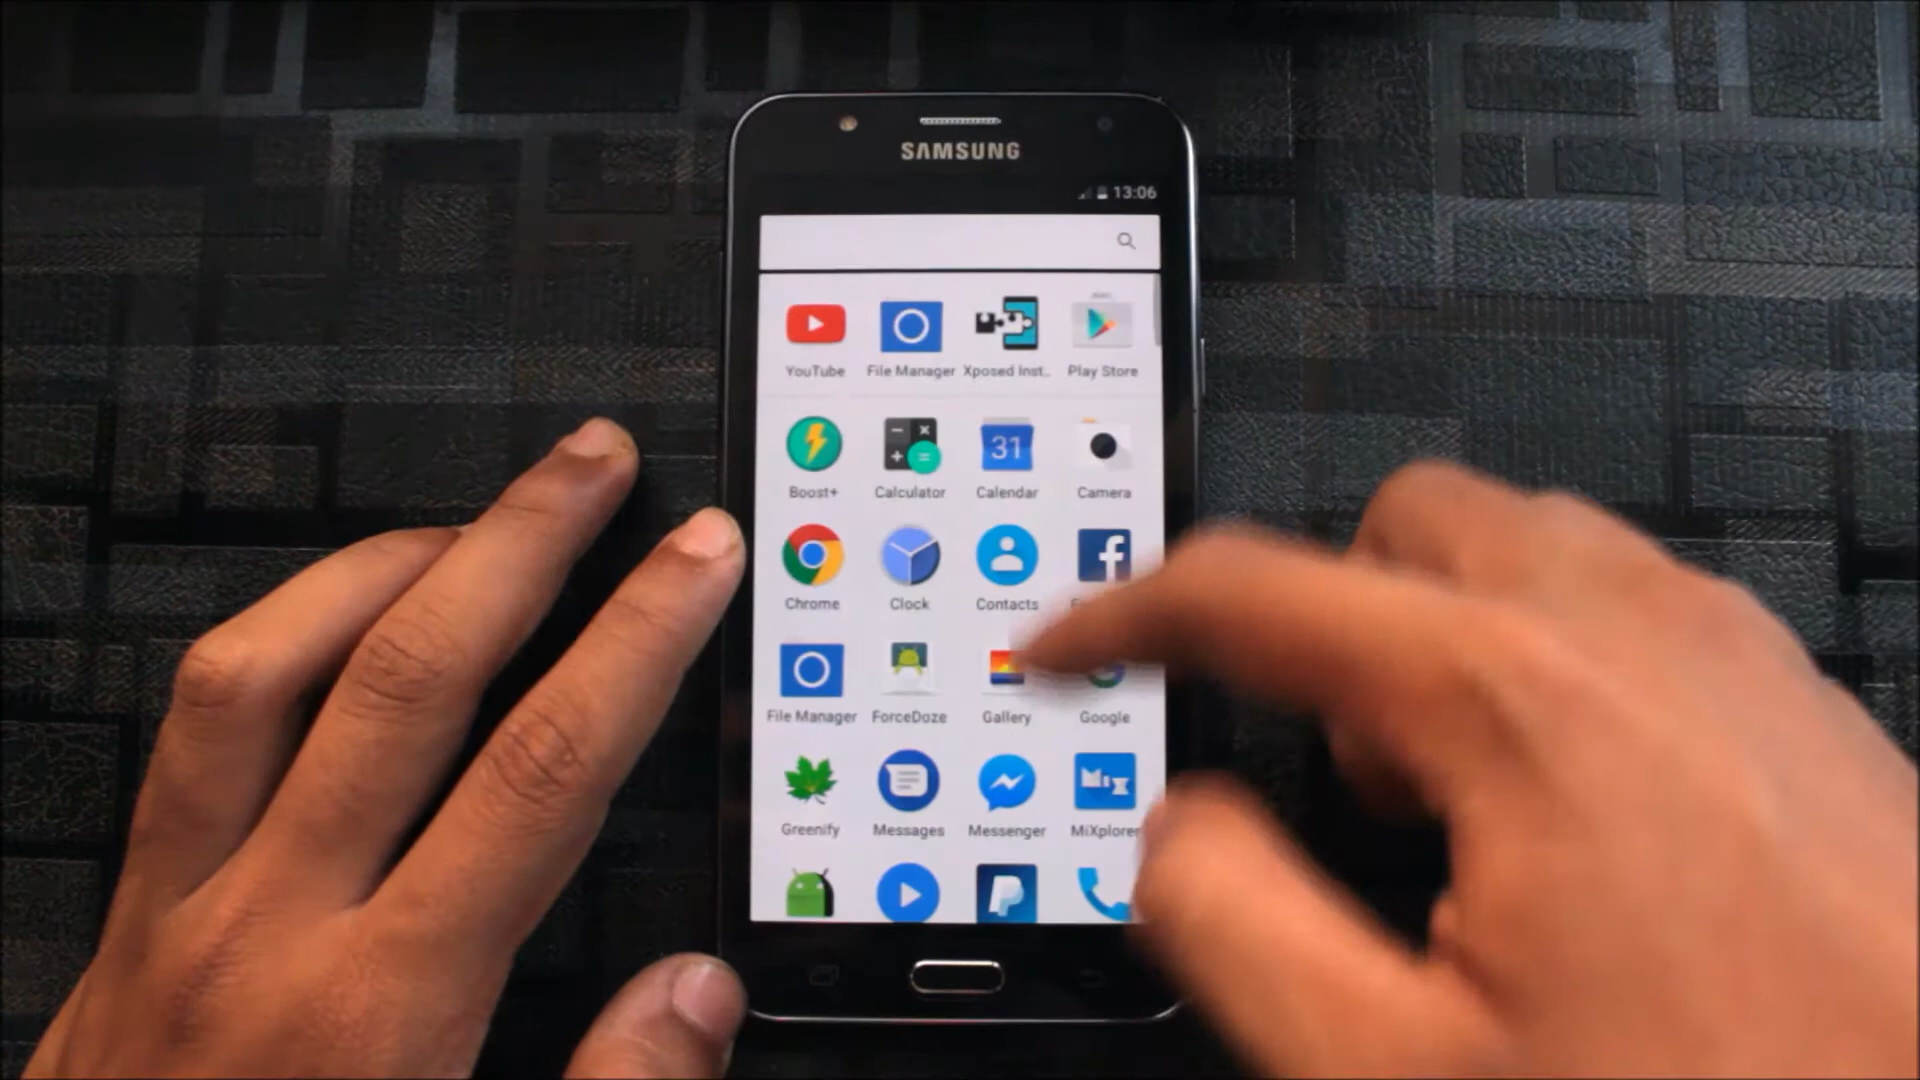 SAMSUNG
13:06
YouTube File Manager Xposed Inst.. Play Store
31
Boost+ Calculator Calendar Camera
Chrome Clock Contacts
File Manager ForceDoze Gallery Google
Greenify Messages Messenger MiXplorer